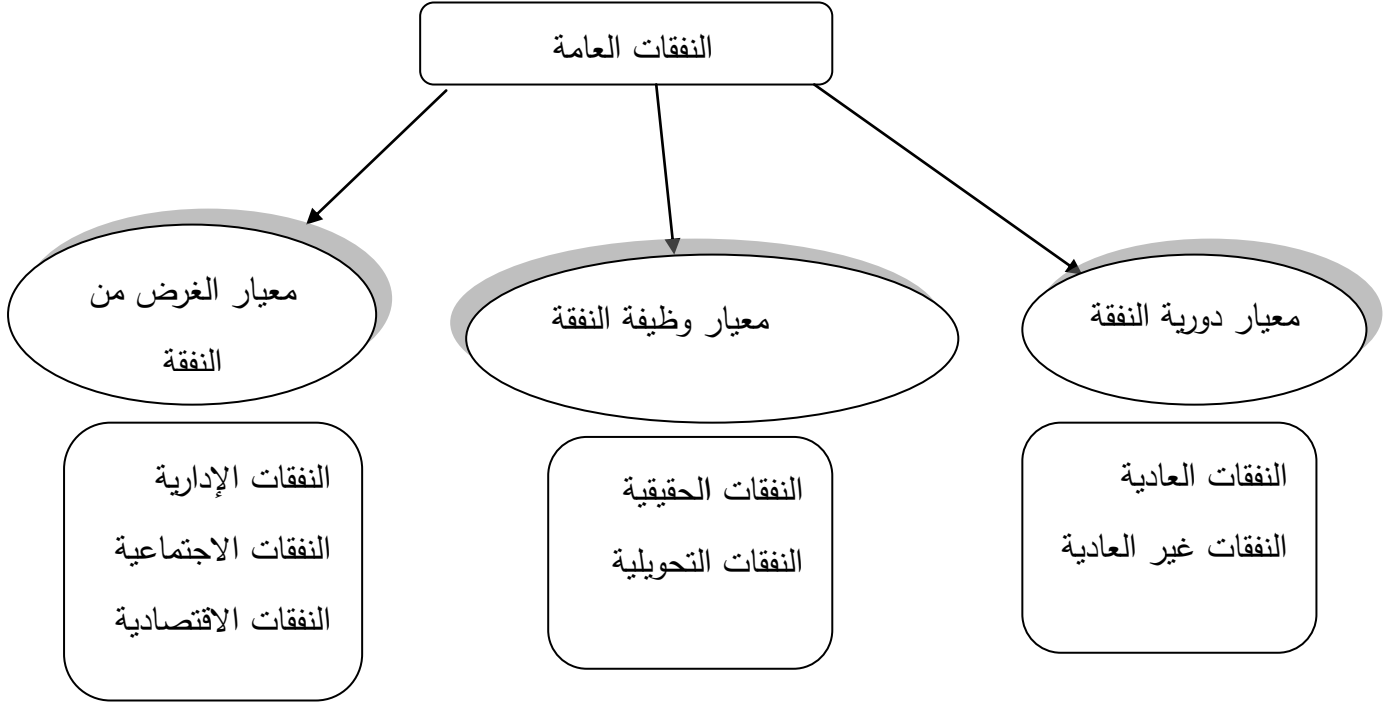 النفقات العامة
معيار دورية النفقة
النفقات العادية
النفقات غير العادية
معيار وظيفة النفقة
النفقات الحقيقية
النفقات التحويلية
معيار الغرض من
النفقة
النفقات الإدارية
النفقات الاجتماعية
النفقات الاقتصادية